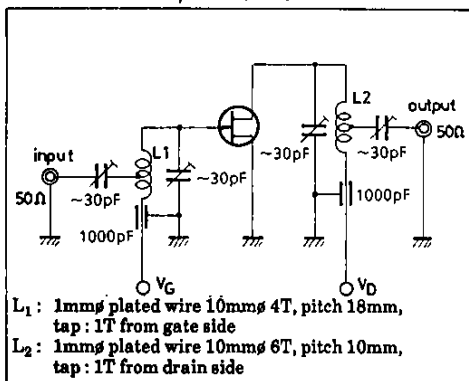 L2
output
50Ω
~30pF
~30pF
1000pF
L1
input
50Ω
~30pF
~30pF
1000pF
VG
VD
L1 : 1mmø plated wire 10mmø 4T, pitch 18mm,
tap : 1T from gate side
L2 : 1mmø plated wire 10mmø 6T, pitch 10mm,
tap : 1T from drain side